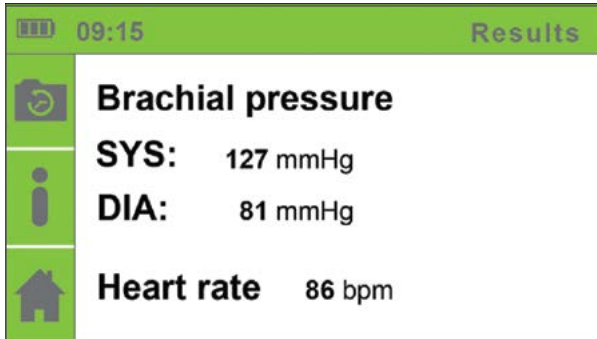 09:15 Results
Brachial pressure
SYS: 127 mmHg
DIA: 81 mmHg
Heart rate 86 bpm